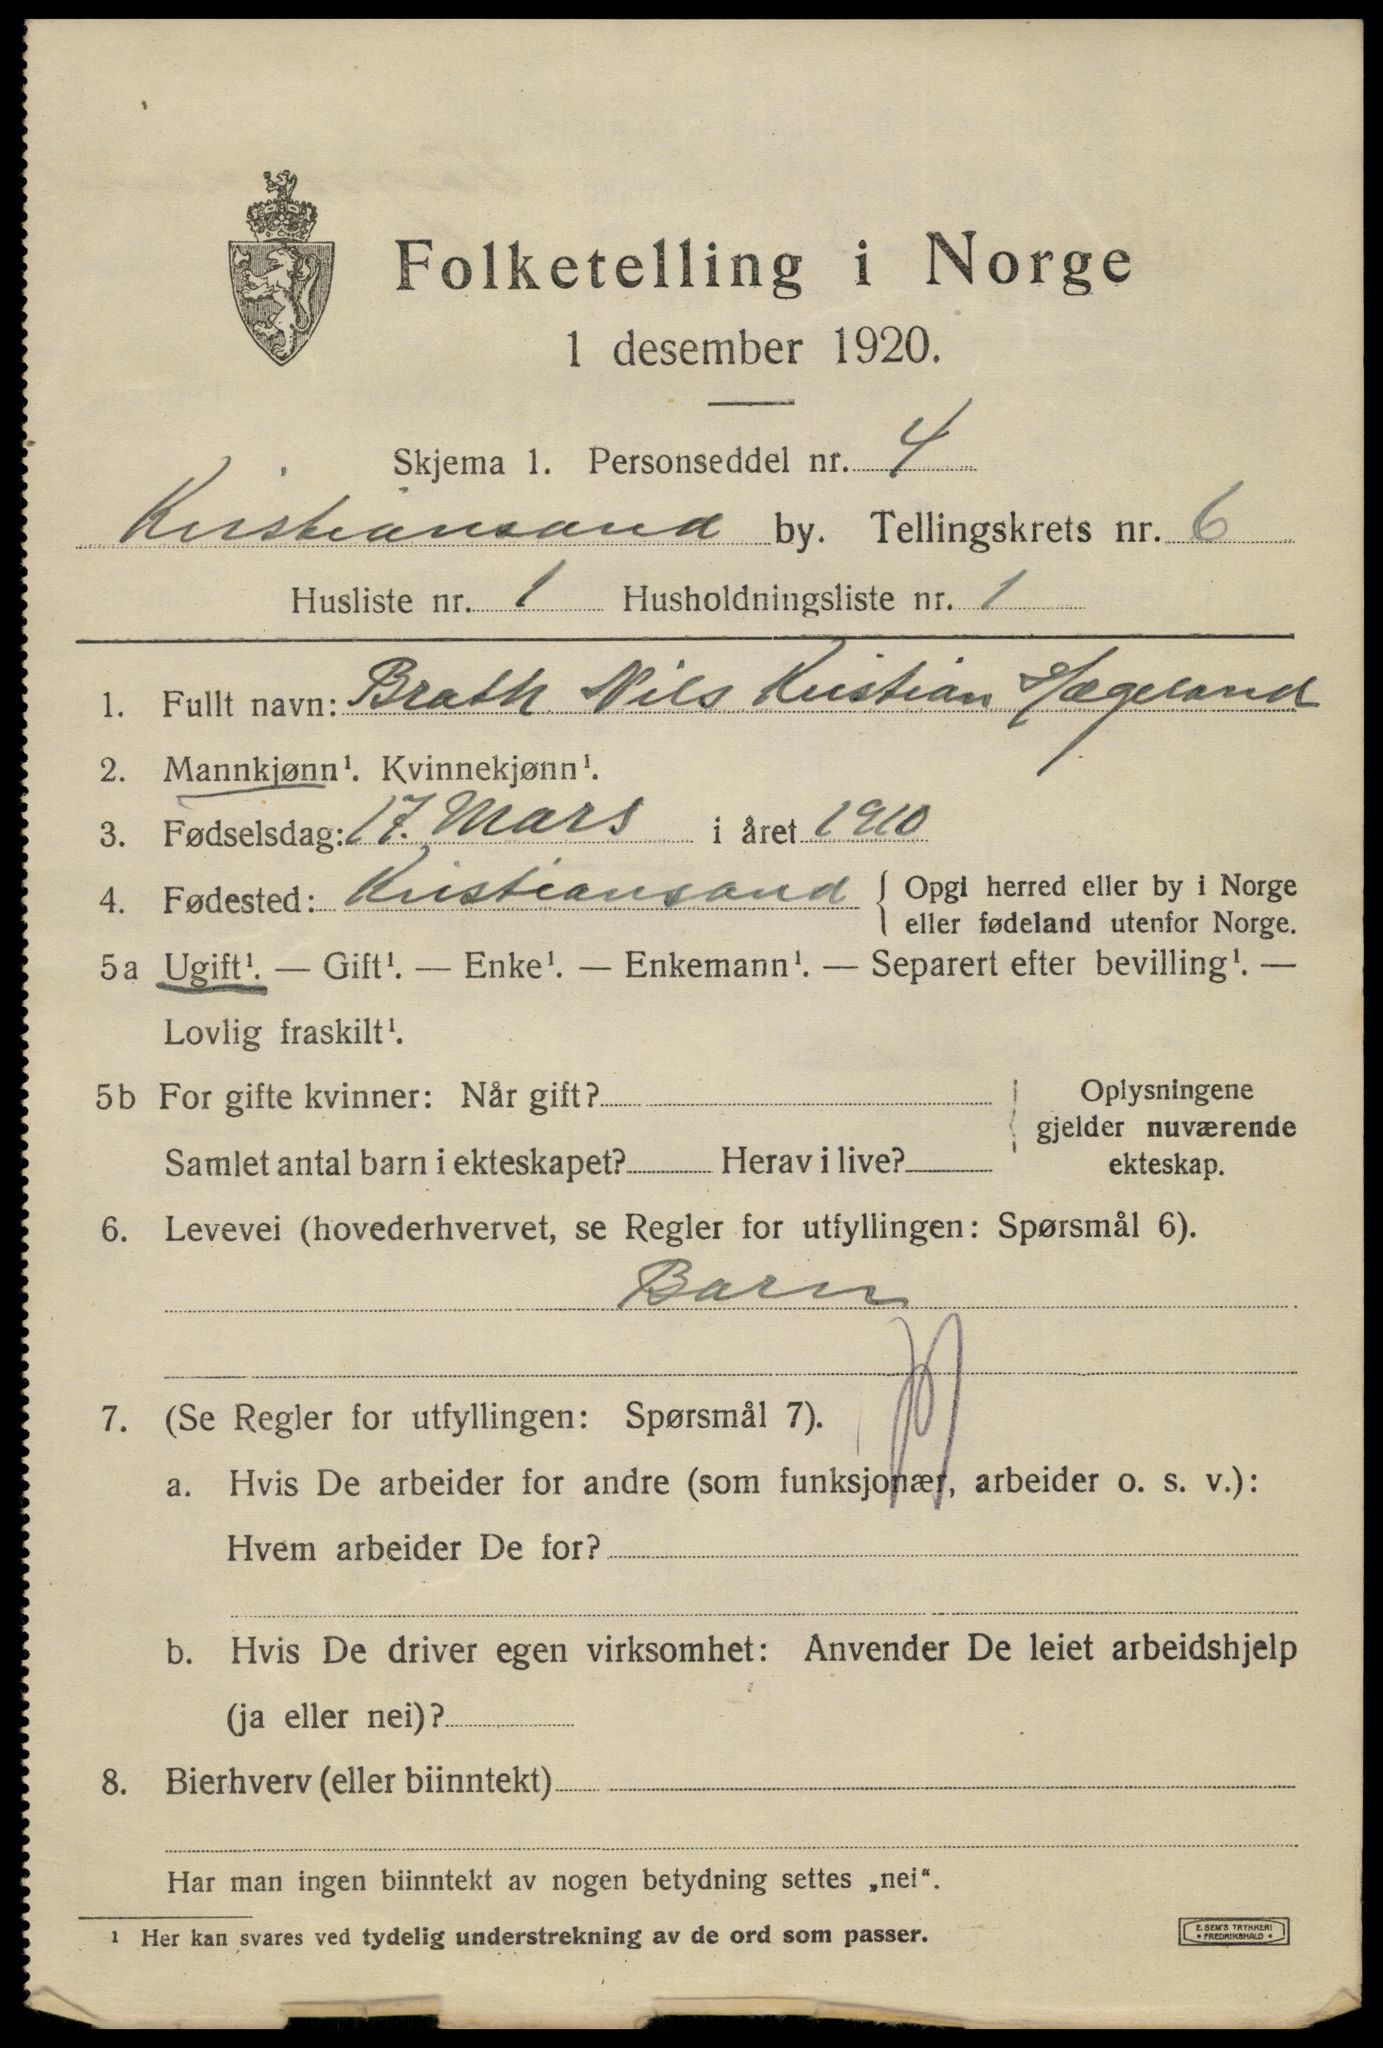 Folketelling i Norge
1 desember 1920.
Skjema 1. Personseddel nr. 4
Kristiansand by. Tellingskrets nr. 6
Husliste nr. 1 Husholdningsliste nr. 1
1. Fullt navn: Brath Nils Kristian Hægeland
2. Mannkjønn¹. Kvinnekjønn¹.
3. Fødselsdag: 17. Mars i året 1910
4. Fødested: Kristiansand { Opgi herred eller by i Norge
eller fødeland utenfor Norge.
5a Ugift¹. — Gift¹. — Enke¹. — Enkemann¹. — Separert efter bevilling¹. —
Lovlig fraskilt¹.
5b For gifte kvinner: Når gift?
Oplysningene
gjelder nuværende
ekteskap.
Samlet antal barn i ekteskapet? Herav i live?
6. Levevei (hovederhvervet, se Regler for utfyllingen: Spørsmål 6).
Barn
7. (Se Regler for utfyllingen: Spørsmål 7).
a. Hvis De arbeider for andre (som funksjonær, arbeider o. s. v.):
Hvem arbeider De for?
b. Hvis De driver egen virksomhet: Anvender De leiet arbeidshjelp
(ja eller nei)?
8. Bierhverv (eller biinntekt)
Har man ingen biinntekt av nogen betydning settes „nei“.
¹ Her kan svares ved tydelig understrekning av de ord som passer.
E. SEM'S TRYKKERI
• FREDRIKSHALD •